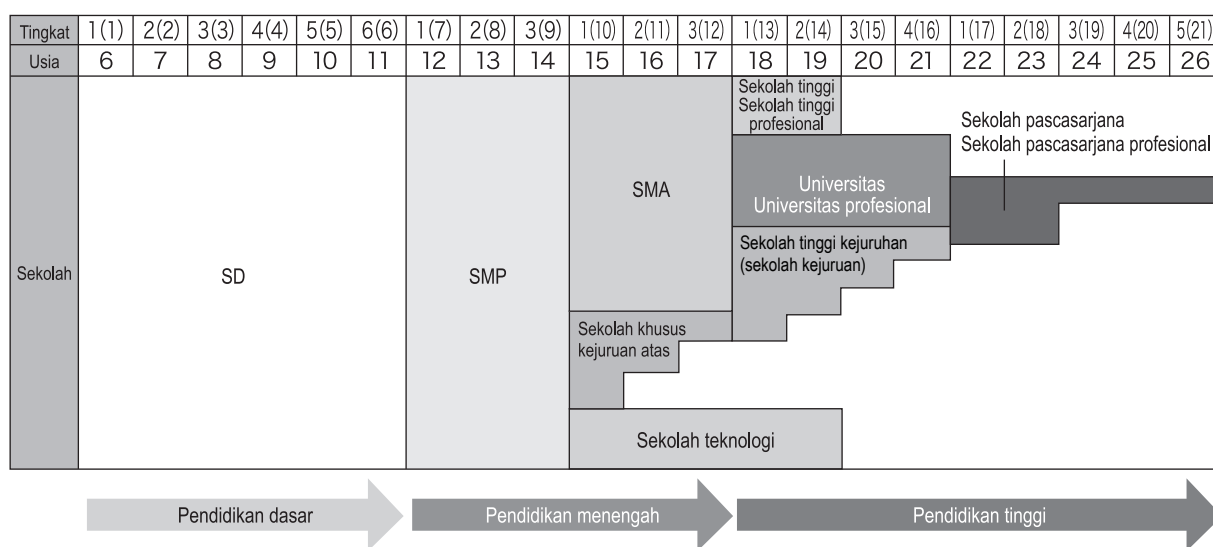 Tingkat 1(1) 2(2) 3(3) 4(4) 5(5) 6(6) 1(7) 2(8) 3(9) 1(10) 2(11) 3(12) 1(13) 2(14) 3(15) 4(16) 1(17) 2(18) 3(19) 4(20) 5(21)
Usia 6 7 8 9 10 11 12 13 14 15 16 17 18 19 20 21 22 23 24 25 26
Sekolah
SD
SMP
SMA
Sekolah khusus
kejuruan atas
Sekolah teknologi
Sekolah tinggi
Sekolah tinggi
profesional
Universitas
Universitas profesional
Sekolah tinggi kejuruhan
(sekolah kejuruan)
Sekolah pascasarjana
Sekolah pascasarjana profesional
Pendidikan dasar
Pendidikan menengah
Pendidikan tinggi